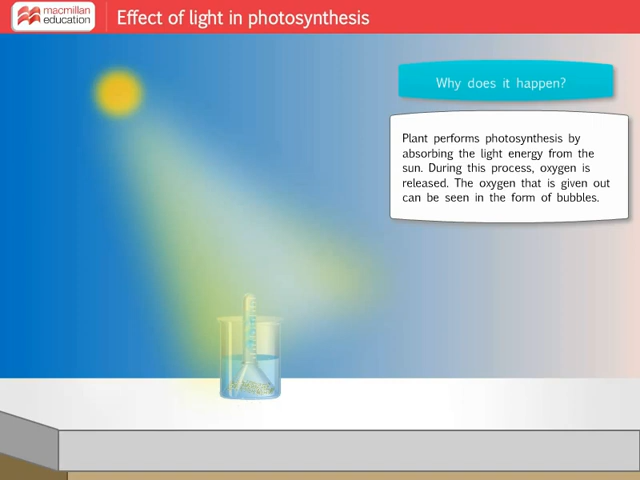 macmillan
education
Effect of light in photosynthesis
Why does it happen?
Plant performs photosynthesis by
absorbing the light energy from the
sun. During this process, oxygen is
released. The oxygen that is given out
can be seen in the form of bubbles.